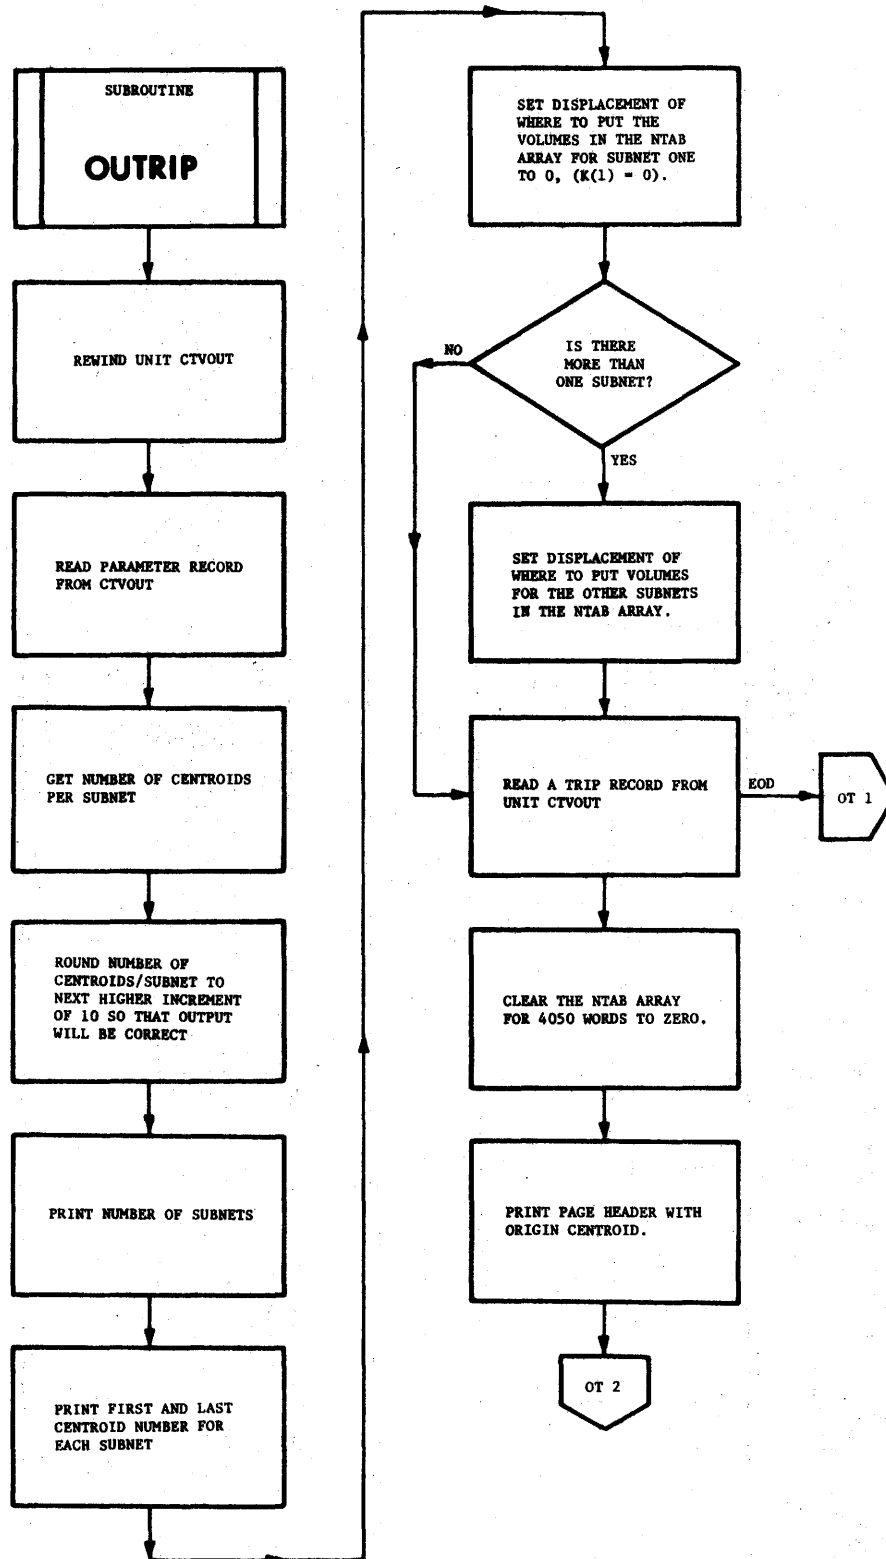 SUBROUTINE
OUTRIP
REWIND UNIT CTVOUT
READ PARAMETER RECORD
FROM CTVOUT
GET NUMBER OF CENTROIDS
PER SUBNET
ROUND NUMBER OF
CENTROIDS/SUBNET TO
NEXT HIGHER INCREMENT
OF 10 SO THAT OUTPUT
WILL BE CORRECT
PRINT NUMBER OF SUBNETS
PRINT FIRST AND LAST
CENTROID NUMBER FOR
EACH SUBNET
SET DISPLACEMENT OF
WHERE TO PUT THE
VOLUMES IN THE NTAB
ARRAY FOR SUBNET ONE
TO 0, (K(1) = 0).
IS THERE
MORE THAN
ONE SUBNET?
NO
YES
SET DISPLACEMENT OF
WHERE TO PUT VOLUMES
FOR THE OTHER SUBNETS
IN THE NTAB ARRAY.
READ A TRIP RECORD FROM
UNIT CTVOUT
EOD
OT 1
CLEAR THE NTAB ARRAY
FOR 4050 WORDS TO ZERO.
PRINT PAGE HEADER WITH
ORIGIN CENTROID.
OT 2